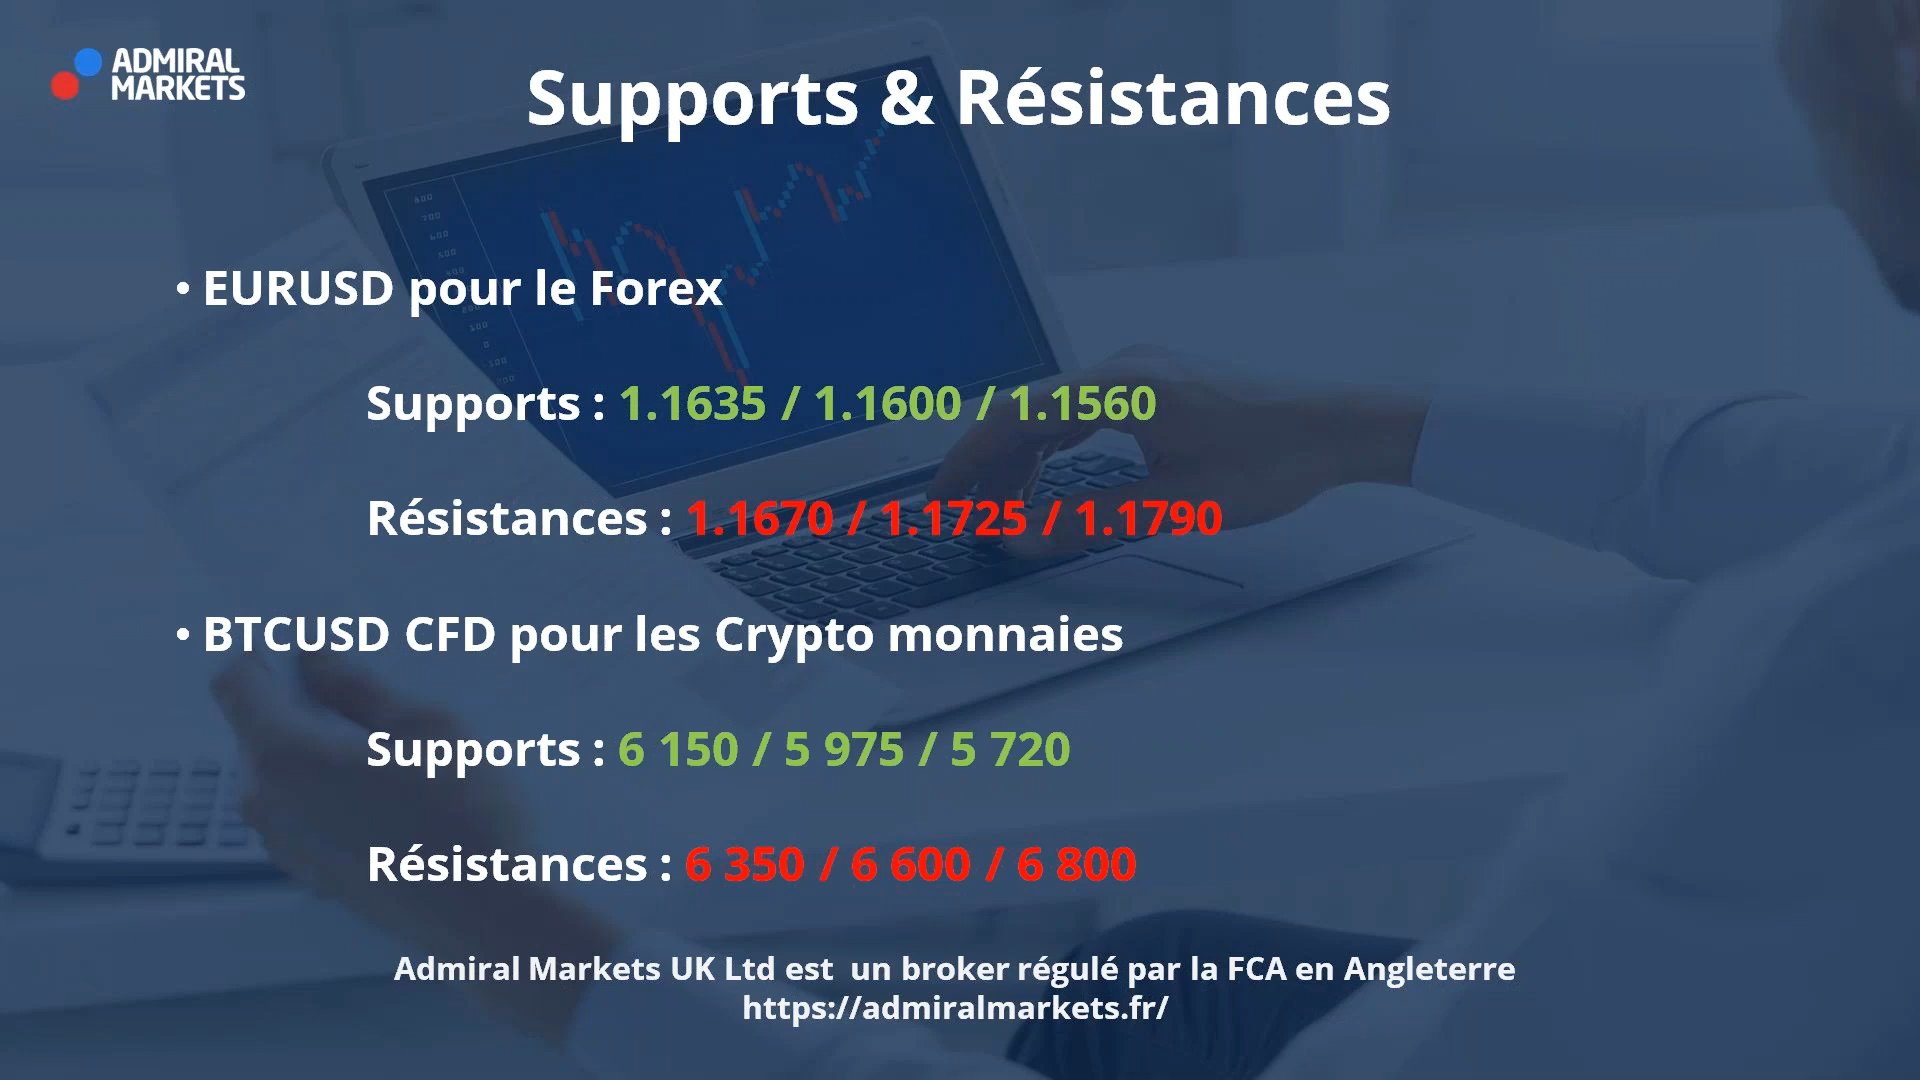 ADMIRAL
MARKETS
Supports & Résistances
• EURUSD pour le Forex
Supports : 1.1635 / 1.1600 / 1.1560
Résistances : 1.1670 / 1.1725 / 1.1790
• BTCUSD CFD pour les Crypto monnaies
Supports : 6 150 / 5 975 / 5 720
Résistances : 6 350 / 6 600 / 6 800
Admiral Markets UK Ltd est  un broker régulé par la FCA en Angleterre
https://admiralmarkets.fr/